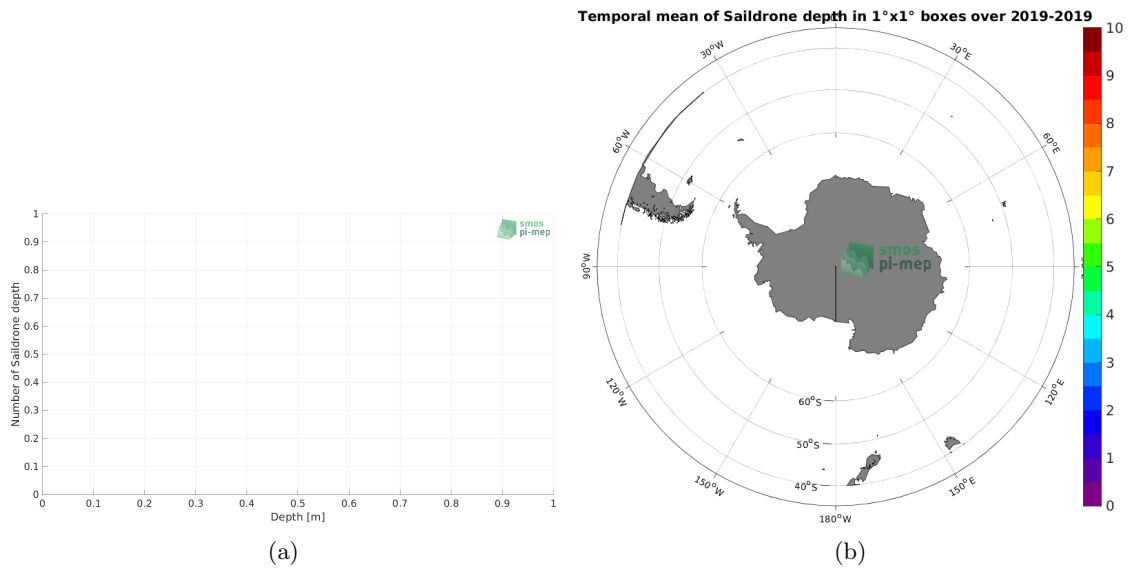 Temporal mean of Saildrone depth in 1°x1° boxes over 2019-2019
30°W
30°E
60°W
60°E
90°W
120°W
120°E
150°W
150°E
180°W
60°S
50°S
40°S
smos
pi-mep
10
9
8
7
6
5
4
3
2
1
0
smos
pi-mep
Number of Saildrone depth
1
0.9
0.8
0.7
0.6
0.5
0.4
0.3
0.2
0.1
0
0 0.1 0.2 0.3 0.4 0.5 0.6 0.7 0.8 0.9 1
Depth [m]
(a)
(b)